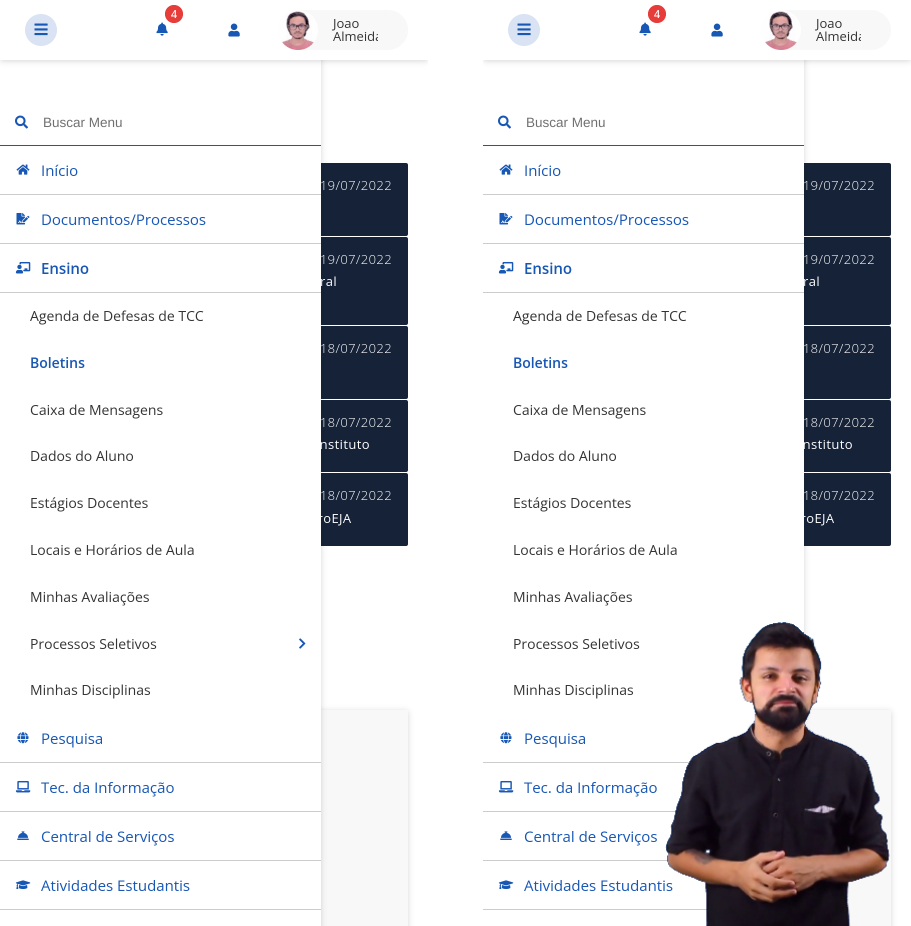 4
Joao
Almeida
Buscar Menu
19/07/2022
Início
Documentos/Processos
19/07/2022
Ensino
ral
Agenda de Defesas de TCC
18/07/2022
Boletins
Caixa de Mensagens
18/07/2022
nstituto
Dados do Aluno
18/07/2022
Estágios Docentes
roEJA
Locais e Horários de Aula
Minhas Avaliações
Processos Seletivos
Minhas Disciplinas
Pesquisa
Tec. da Informação
Central de Serviços
Atividades Estudantis
4
Joao
Almeida
Buscar Menu
19/07/2022
Início
Documentos/Processos
19/07/2022
Ensino
ral
Agenda de Defesas de TCC
18/07/2022
Boletins
Caixa de Mensagens
18/07/2022
nstituto
Dados do Aluno
18/07/2022
Estágios Docentes
roEJA
Locais e Horários de Aula
Minhas Avaliações
Processos Seletivos
Minhas Disciplinas
Pesquisa
Tec. da Informação
Central de Serviços
Atividades Estudantis